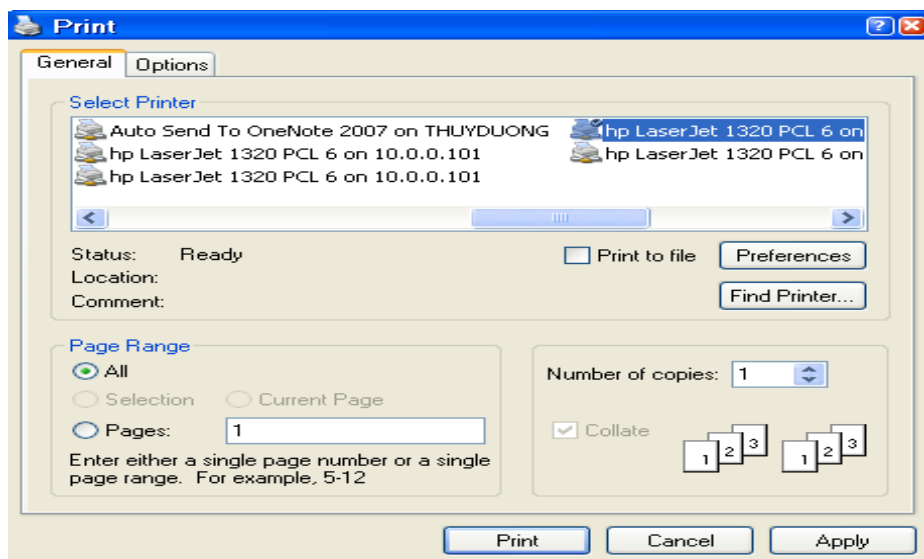 Print
General Options
Select Printer
Auto Send To OneNote 2007 on THUYDUONG hp LaserJet 1320 PCL 6 on
hp LaserJet 1320 PCL 6 on 10.0.0.101 hp LaserJet 1320 PCL 6 on
hp LaserJet 1320 PCL 6 on 10.0.0.101
Status: Ready Print to file Preferences
Location:
Comment: Find Printer...
Page Range
All Number of copies: 1
Selection Current Page
Pages: 1 Collate
1 2 3 1 2 3
Enter either a single page number or a single
page range. For example, 5-12
Print Cancel Apply